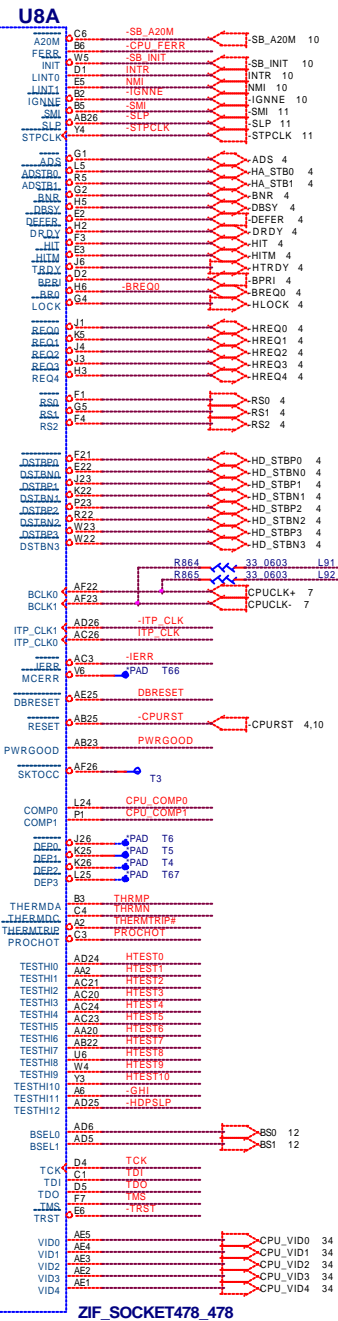 U8A
A20M C6 -SB_A20M -SB_A20M 10
FERR B6 -CPU_FERR
INIT W5 -SB_INIT -SB_INIT 10
LINT0 D1 INTR INTR 10
LINT1 E5 NMI NMI 10
IGNNE B2 -IGNNE -IGNNE 10
SMI B5 -SMI -SMI 11
SLP AB26 -SLP -SLP 11
STPCLK Y4 -STPCLK -STPCLK 11
ADS G1 -ADS 4
ADSTB0 L5 -HA_STB0 4
ADSTB1 R5 -HA_STB1 4
BNR G2 -BNR 4
DBSY H5 -DBSY 4
DEFER E2 -DEFER 4
DRDY H2 -DRDY 4
HIT F3 -HIT 4
HITM E3 -HITM 4
TRDY J6 -HTRDY 4
BPRI D2 -BPRI 4
BR0 H6 -BREQ0 -BREQ0 4
LOCK G4 -HLOCK 4
REQ0 J1 -HREQ0 4
REQ1 K5 -HREQ1 4
REQ2 J4 -HREQ2 4
REQ3 J3 -HREQ3 4
REQ4 H3 -HREQ4 4
RS0 F1 -RS0 4
RS1 G5 -RS1 4
RS2 F4 -RS2 4
DSTBP0 F21 -HD_STBP0 4
DSTBN0 E22 -HD_STBN0 4
DSTBP1 J23 -HD_STBP1 4
DSTBN1 K22 -HD_STBN1 4
DSTBP2 P23 -HD_STBP2 4
DSTBN2 R22 -HD_STBN2 4
DSTBP3 W23 -HD_STBP3 4
DSTBN3 W22 -HD_STBN3 4
R864 33_0603 L91
R865 33_0603 L92
BCLK0 AF22 CPUCLK+ 7
BCLK1 AF23 CPUCLK- 7
ITP_CLK1 AD26 -ITP_CLK
ITP_CLK0 AC26 ITP_CLK
IERR AC3 -IERR
MCERR V6 *PAD T66
DBRESET AE25 DBRESET
RESET AB25 -CPURST -CPURST 4,10
PWRGOOD AB23 PWRGOOD
SKTOCC AF26 T3
COMP0 L24 CPU_COMP0
COMP1 P1 CPU_COMP1
DEP0 J26 *PAD T6
DEP1 K25 *PAD T5
DEP2 K26 *PAD T4
DEP3 L25 *PAD T67
THERMDA B3 THRMP
THERMDC C4 THRMN
THERMTRIP A2 THERMTRIP#
PROCHOT C3 PROCHOT
TESTHI0 AD24 HTEST0
TESTHI1 AA2 HTEST1
TESTHI2 AC21 HTEST2
TESTHI3 AC20 HTEST3
TESTHI4 AC24 HTEST4
TESTHI5 AC23 HTEST5
TESTHI6 AA20 HTEST6
TESTHI7 AB22 HTEST7
TESTHI8 U6 HTEST8
TESTHI9 W4 HTEST9
TESTHI10 Y3 HTEST10
TESTHI11 A6 -GHI
TESTHI12 AD25 -HDPSLP
BSEL0 AD6 BS0 12
BSEL1 AD5 BS1 12
TCK D4 TCK
TDI C1 TDI
TDO D5 TDO
TMS F7 TMS
TRST E6 -TRST
VID0 AE5 CPU_VID0 34
VID1 AE4 CPU_VID1 34
VID2 AE3 CPU_VID2 34
VID3 AE2 CPU_VID3 34
VID4 AE1 CPU_VID4 34
ZIF_SOCKET478_478